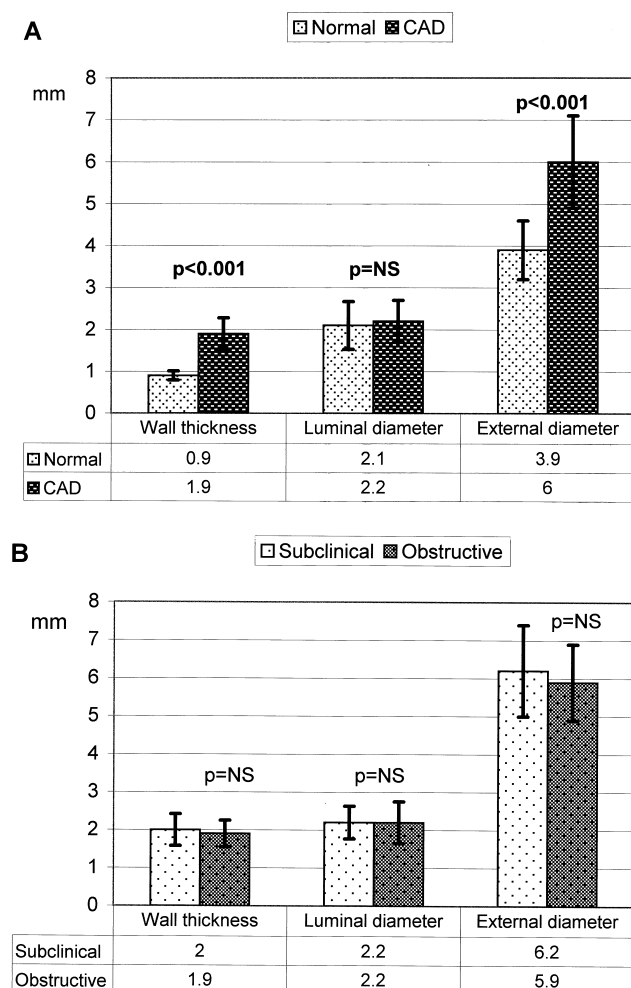 A
Normal CAD
mm
8
7
6
5
4
3
2
1
0
p<0.001
p=NS
p<0.001
Wall thickness Luminal diameter External diameter
Normal 0.9 2.1 3.9
CAD 1.9 2.2 6
B
Subclinical Obstructive
mm
8
7
6
5
4
3
2
1
0
p=NS
p=NS
p=NS
Wall thickness Luminal diameter External diameter
Subclinical 2 2.2 6.2
Obstructive 1.9 2.2 5.9